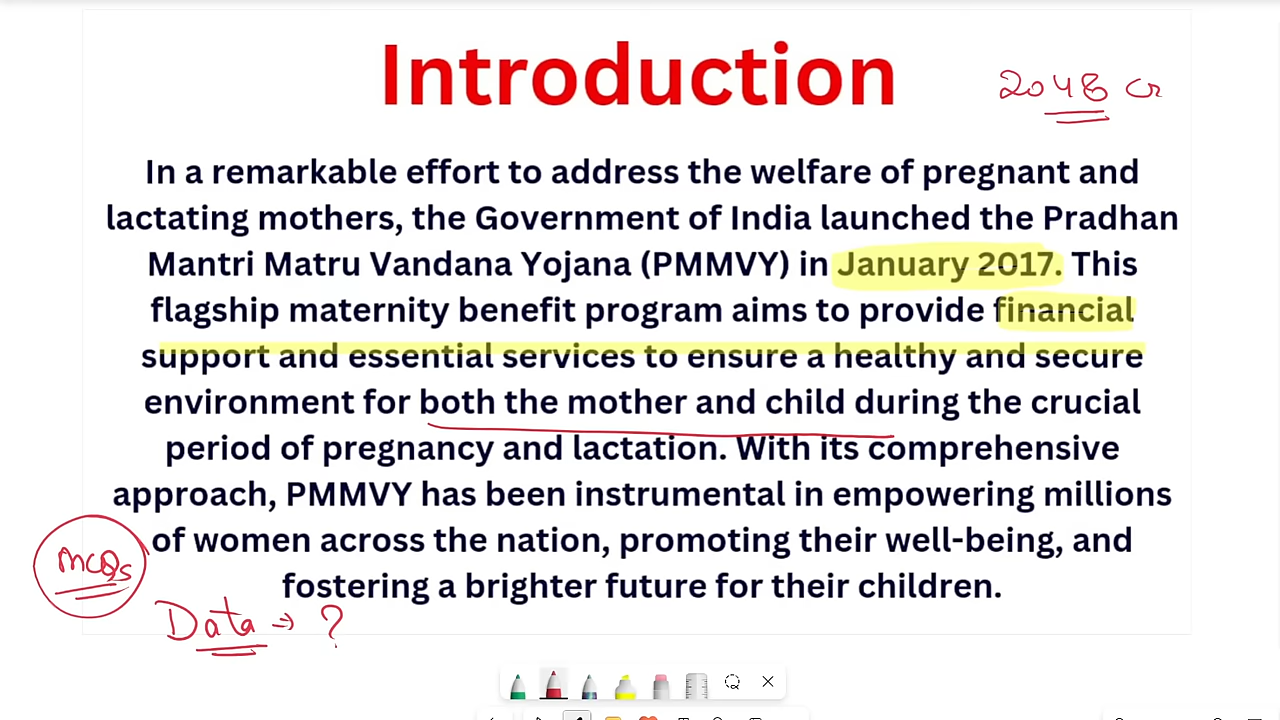 Introduction
2048 Cr
In a remarkable effort to address the welfare of pregnant and
lactating mothers, the Government of India launched the Pradhan
Mantri Matru Vandana Yojana (PMMVY) in January 2017. This
flagship maternity benefit program aims to provide financial
support and essential services to ensure a healthy and secure
environment for both the mother and child during the crucial
period of pregnancy and lactation. With its comprehensive
approach, PMMVY has been instrumental in empowering millions
of women across the nation, promoting their well-being, and
fostering a brighter future for their children.
MCQs
Data → ?